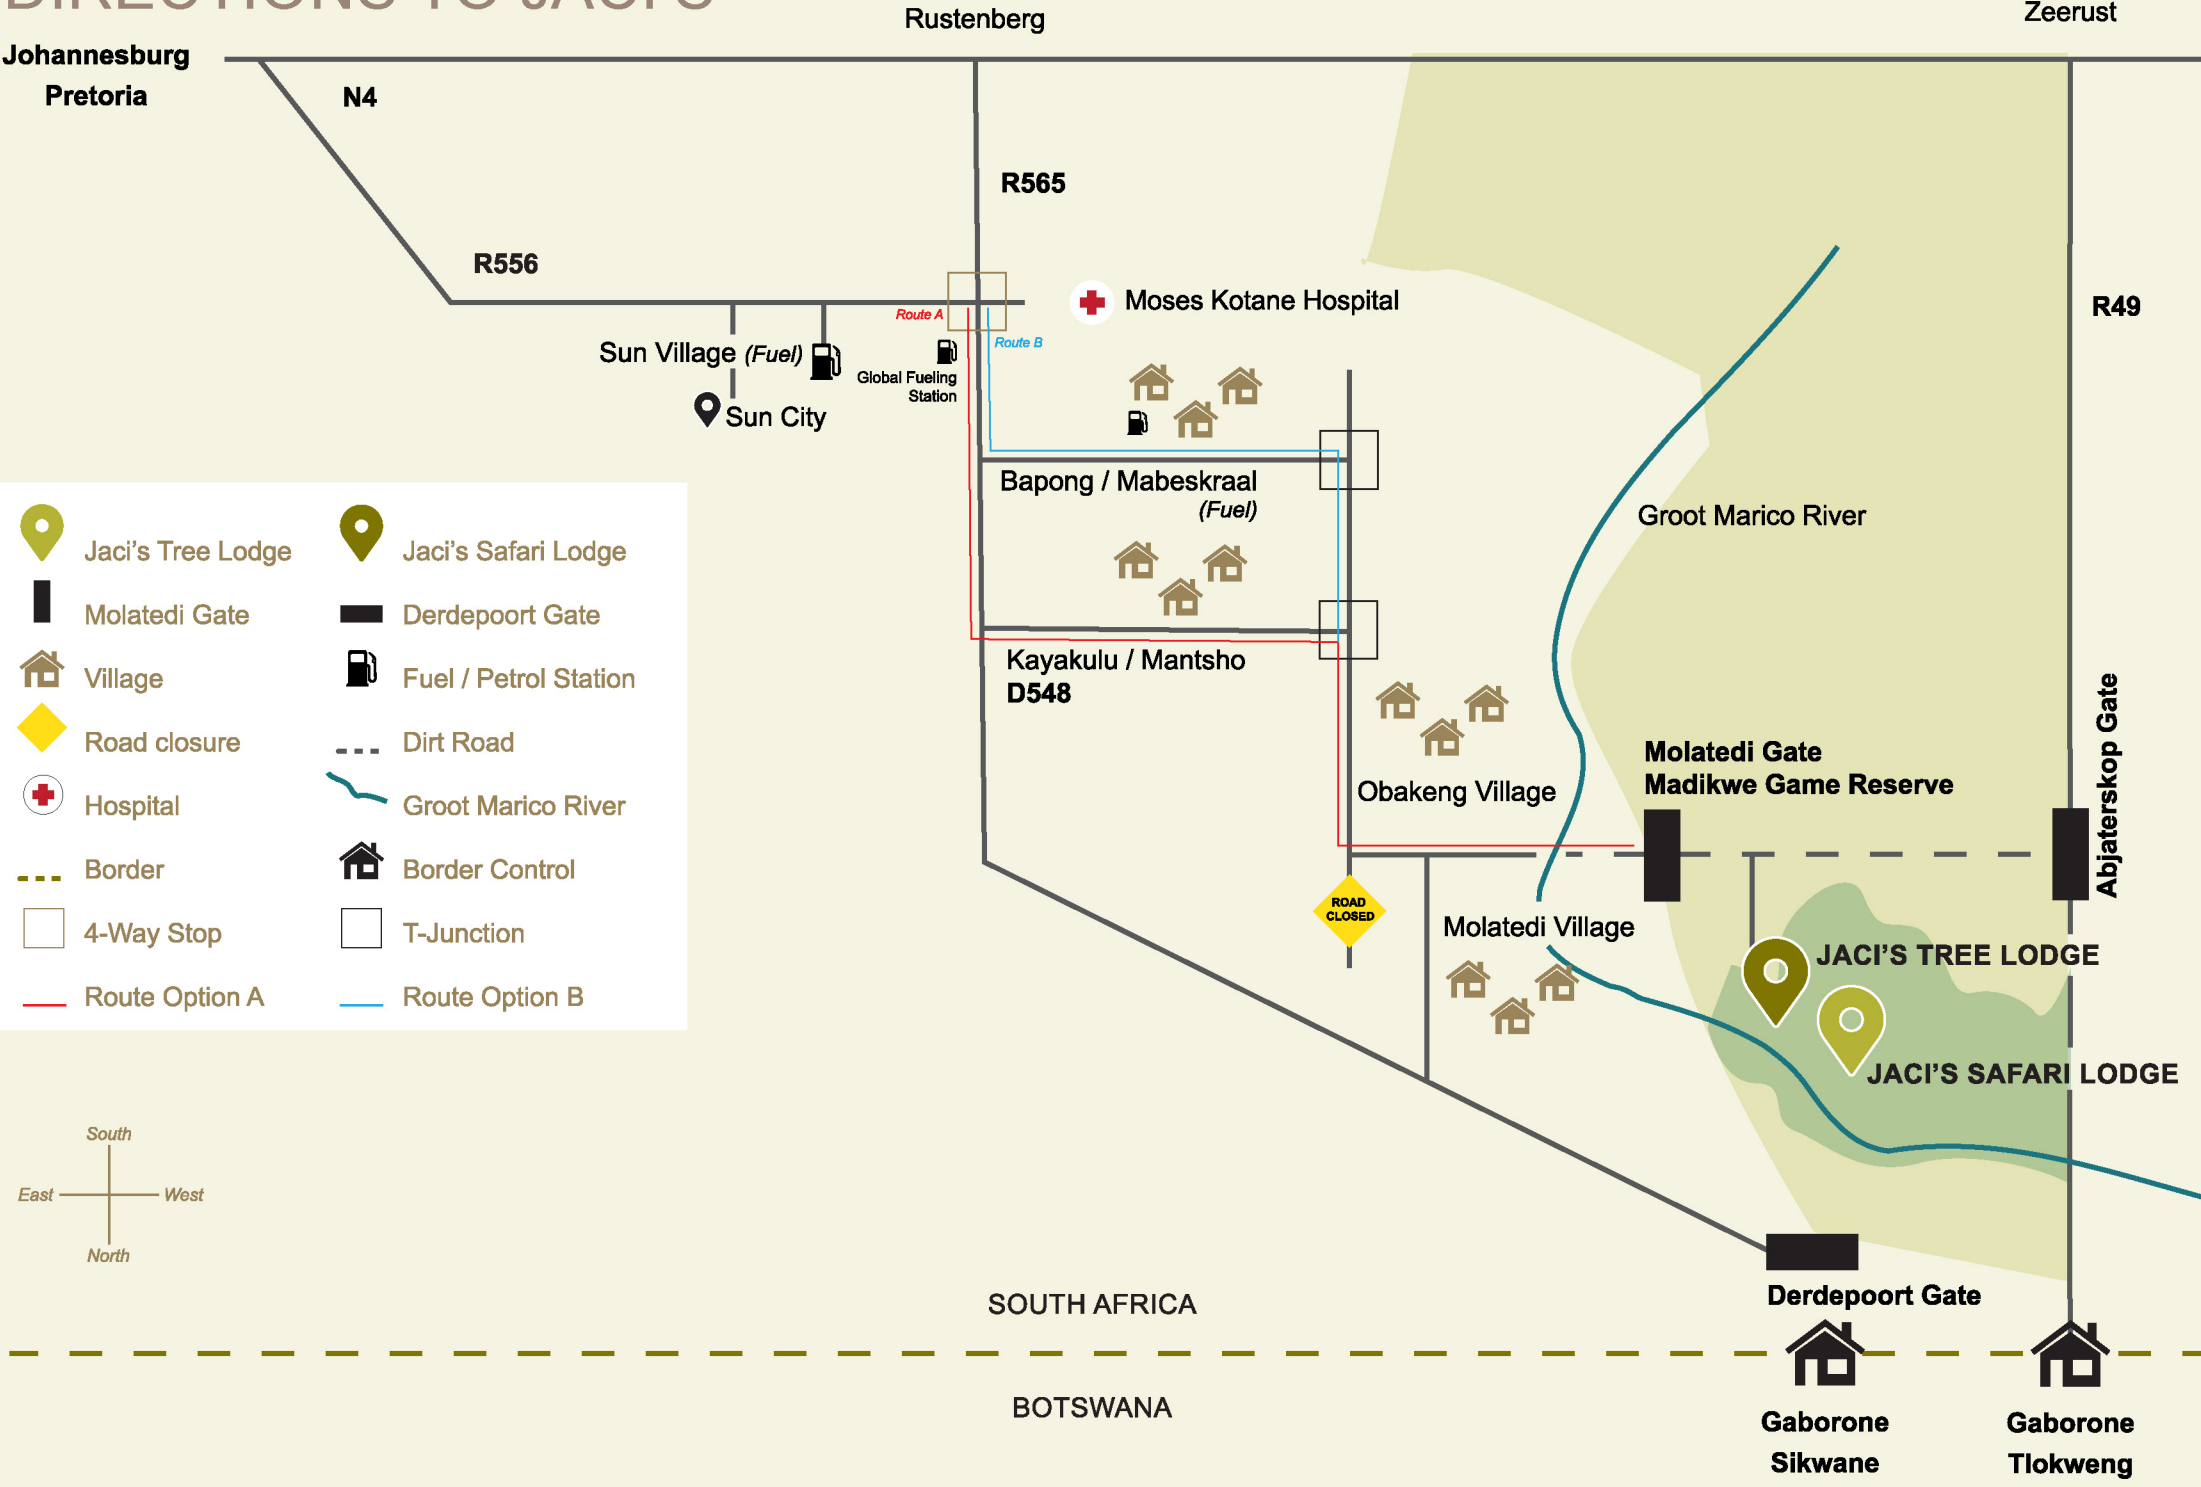 DIRECTIONS TO JACI'S
Rustenberg
Zeerust
Johannesburg
Pretoria
N4
R565
R556
Route A
Route B
Moses Kotane Hospital
R49
Sun Village (Fuel)
Global Fueling
Station
Sun City
Bapong / Mabeskraal
(Fuel)
Groot Marico River
Jaci's Tree Lodge
Jaci's Safari Lodge
Molatedi Gate
Derdepoort Gate
Village
Fuel / Petrol Station
Road closure
Dirt Road
Hospital
Groot Marico River
Border
Border Control
4-Way Stop
T-Junction
Route Option A
Route Option B
Kayakulu / Mantsho
D548
Obakeng Village
Molatedi Gate
Madikwe Game Reserve
Abjaterskop Gate
ROAD
CLOSED
Molatedi Village
JACI'S TREE LODGE
JACI'S SAFARI LODGE
South
East
West
North
Derdepoort Gate
SOUTH AFRICA
BOTSWANA
Gaborone
Sikwane
Gaborone
Tlokweng